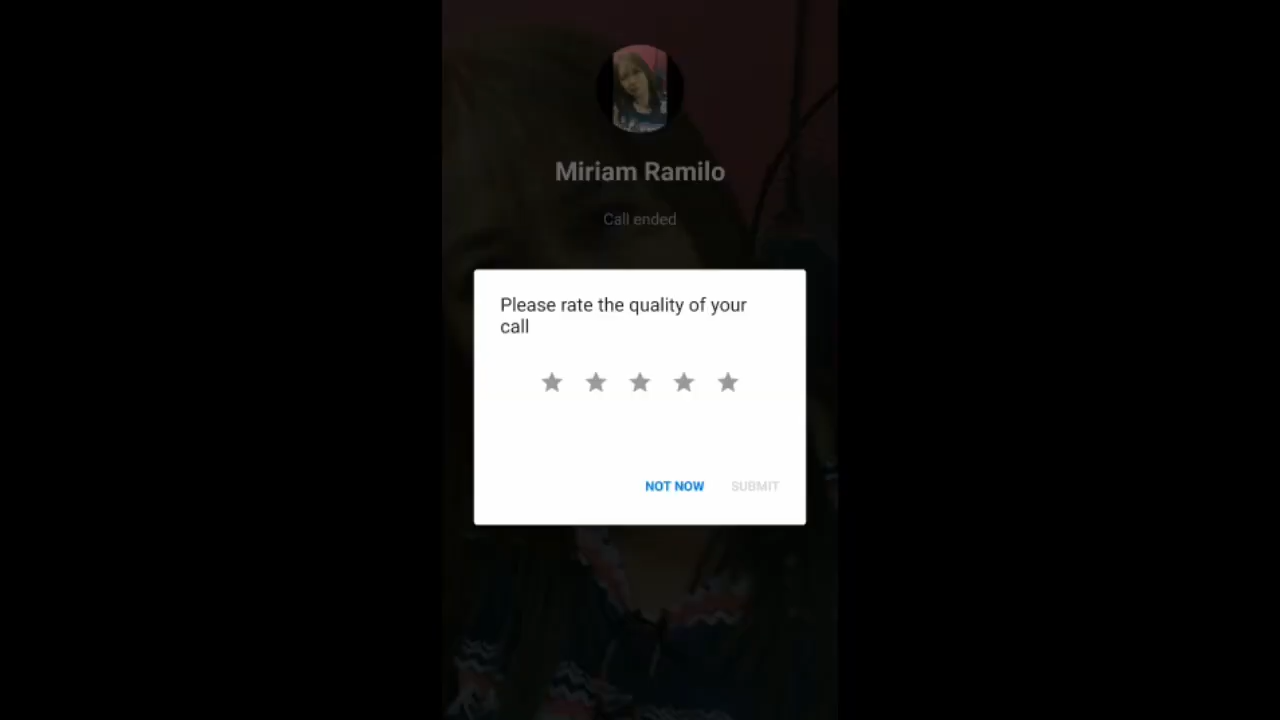 Miriam Ramilo
Call ended
Please rate the quality of your
call
NOT NOW SUBMIT